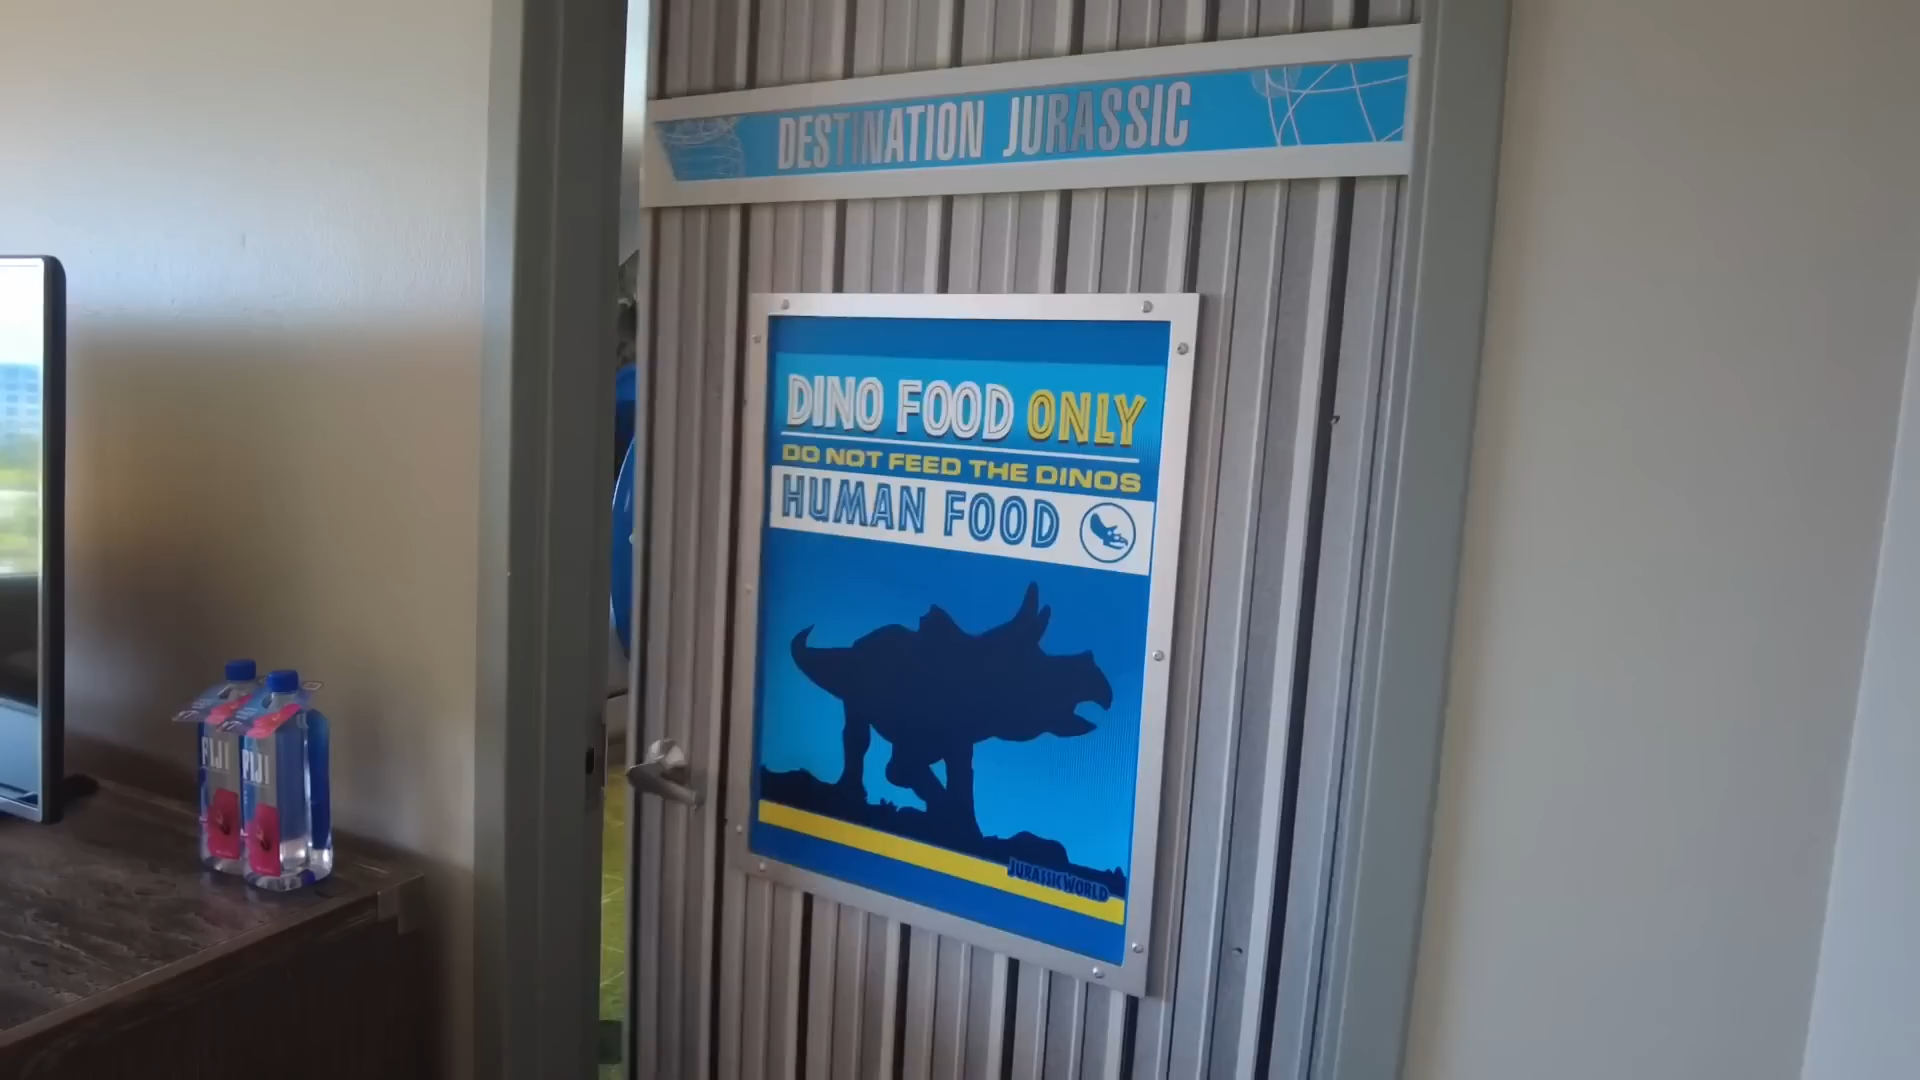 DESTINATION JURASSIC
DINO FOOD ONLY
DO NOT FEED THE DINOS
HUMAN FOOD
JURASSIC WORLD
FIJI
FIJI